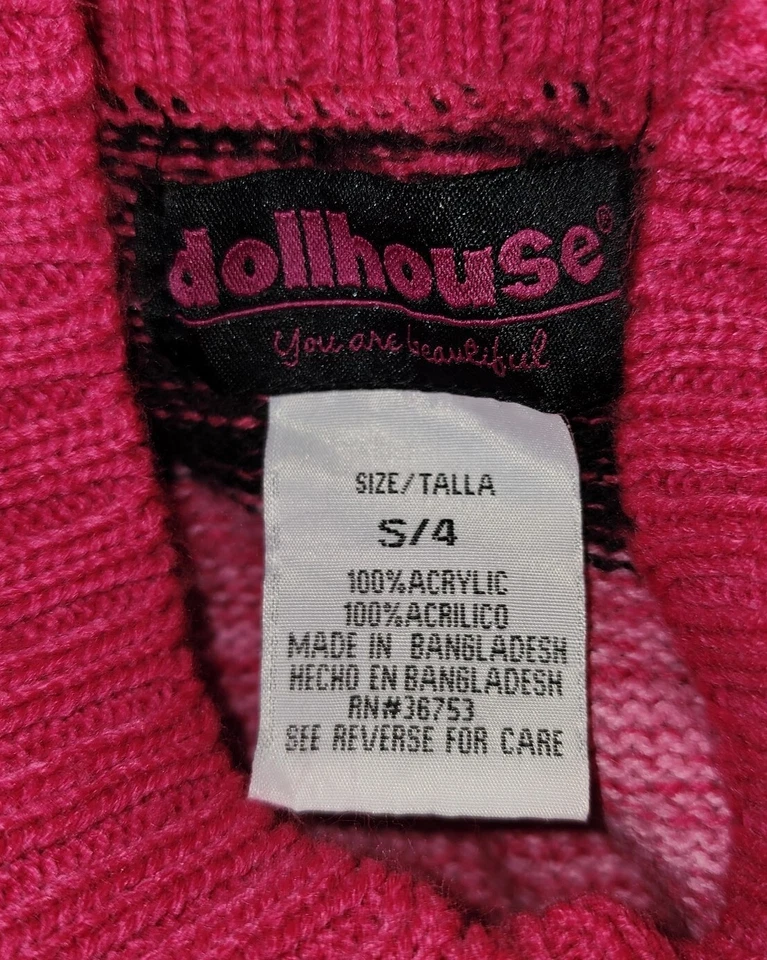 dollhouse®
You are beautiful
SIZE/TALLA
S/4
100%ACRYLIC
100%ACRILICO
MADE IN BANGLADESH
HECHO EN BANGLADESH
RN#36753
SEE REVERSE FOR CARE